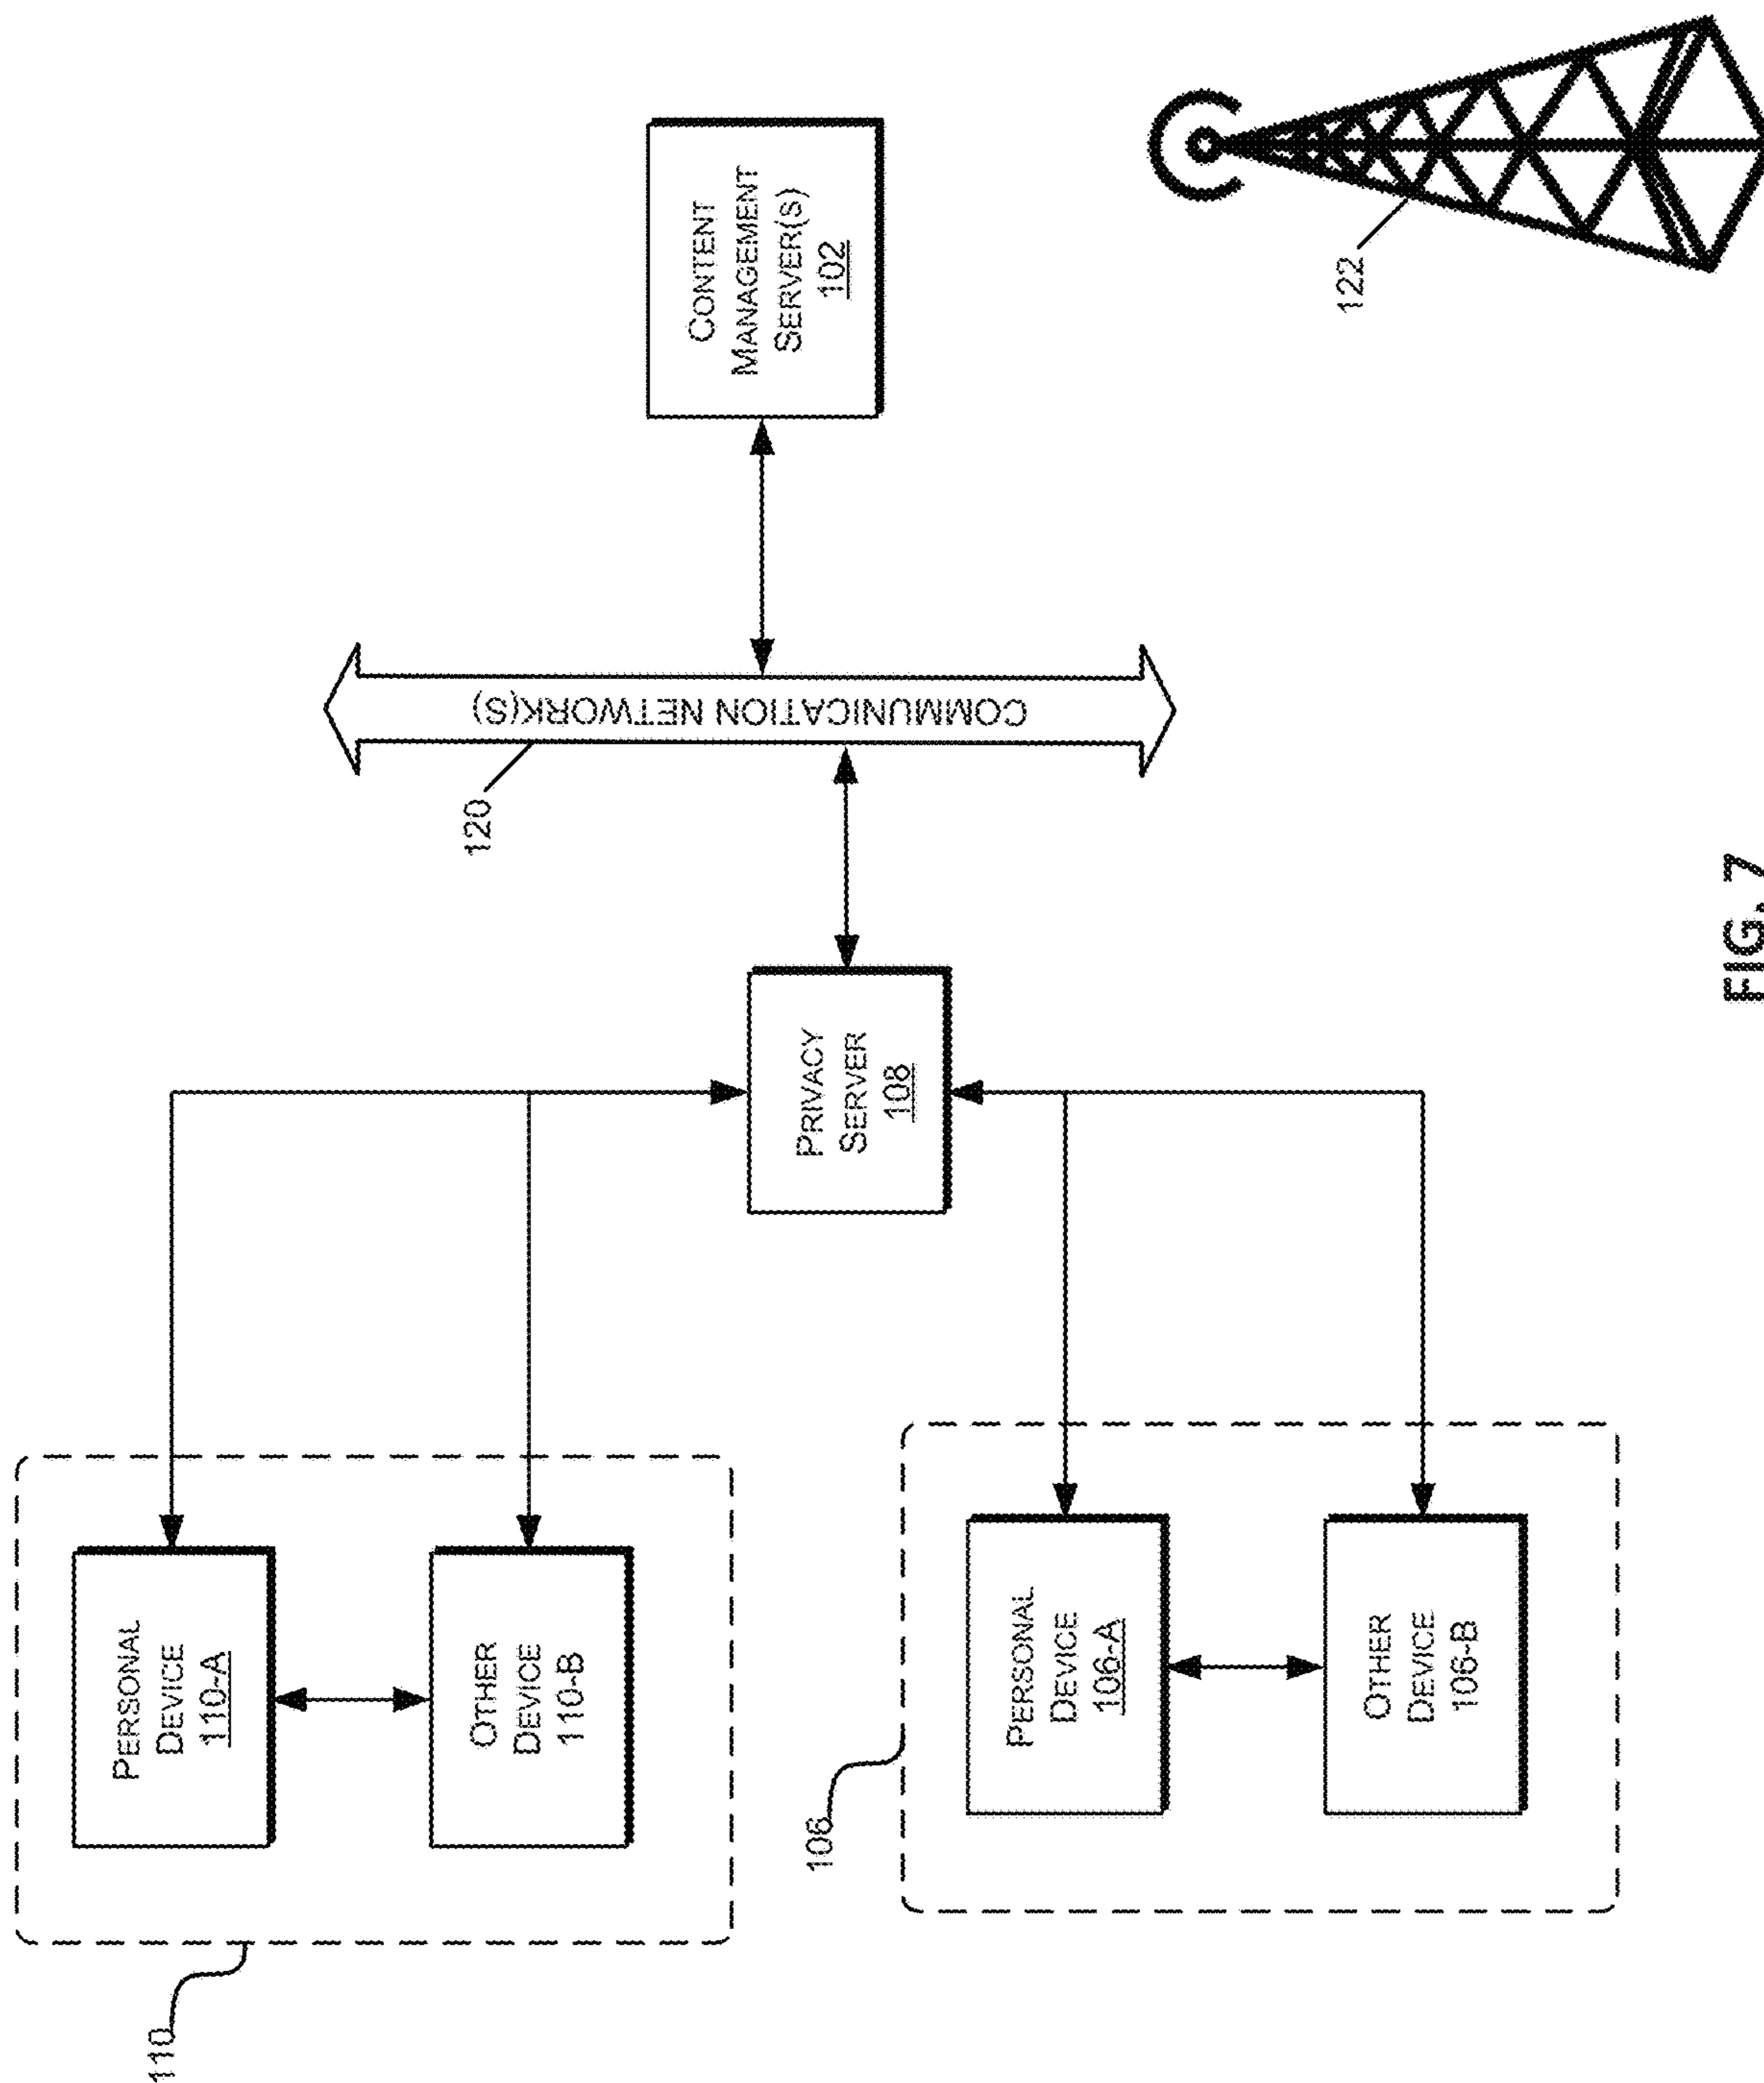 110
PERSONAL
DEVICE
110-A
OTHER
DEVICE
110-B
106
PERSONAL
DEVICE
106-A
OTHER
DEVICE
106-B
PRIVACY
SERVER
108
120
COMMUNICATION NETWORK(S)
CONTENT
MANAGEMENT
SERVER(S)
102
122
FIG. 7